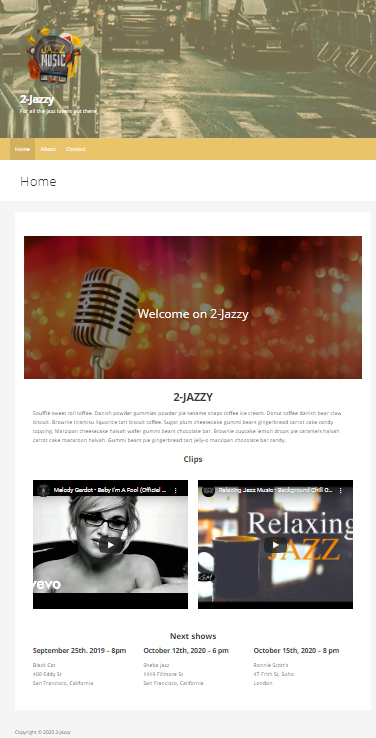 JAZZ
MUSIC
2-Jazzy
For all the jazz lovers out there
Home About Contact
Home
Welcome on 2-Jazzy
2-JAZZY
Soufflé sweet roll toffee. Danish powder gummies powder pie sesame snaps toffee ice cream. Donut toffee danish bear claw
biscuit. Brownie tiramisu liquorice tart biscuit toffee. Sugar plum cheesecake gummi bears gingerbread carrot cake candy
topping. Marzipan cheesecake halvah wafer gummi bears chocolate bar. Brownie cupcake lemon drops pie caramels halvah
carrot cake macaroon halvah. Gummi bears pie gingerbread tart jelly-o marzipan chocolate bar candy.
Clips
Melody Gardot - Baby I'm A Fool (Official ...
vevo
Relaxing Jazz Music - Background Chill O...
Relaxing
JAZZ
Next shows
September 25th. 2019 – 8pm
Black Cat
400 Eddy St
San Francisco, California
October 12th, 2020 – 6 pm
Sheba Jazz
1419 Fillmore St
San Francisco, California
October 15th, 2020 – 8 pm
Ronnie Scott's
47 Frith St, Soho
London
Copyright © 2020 2-Jazzy